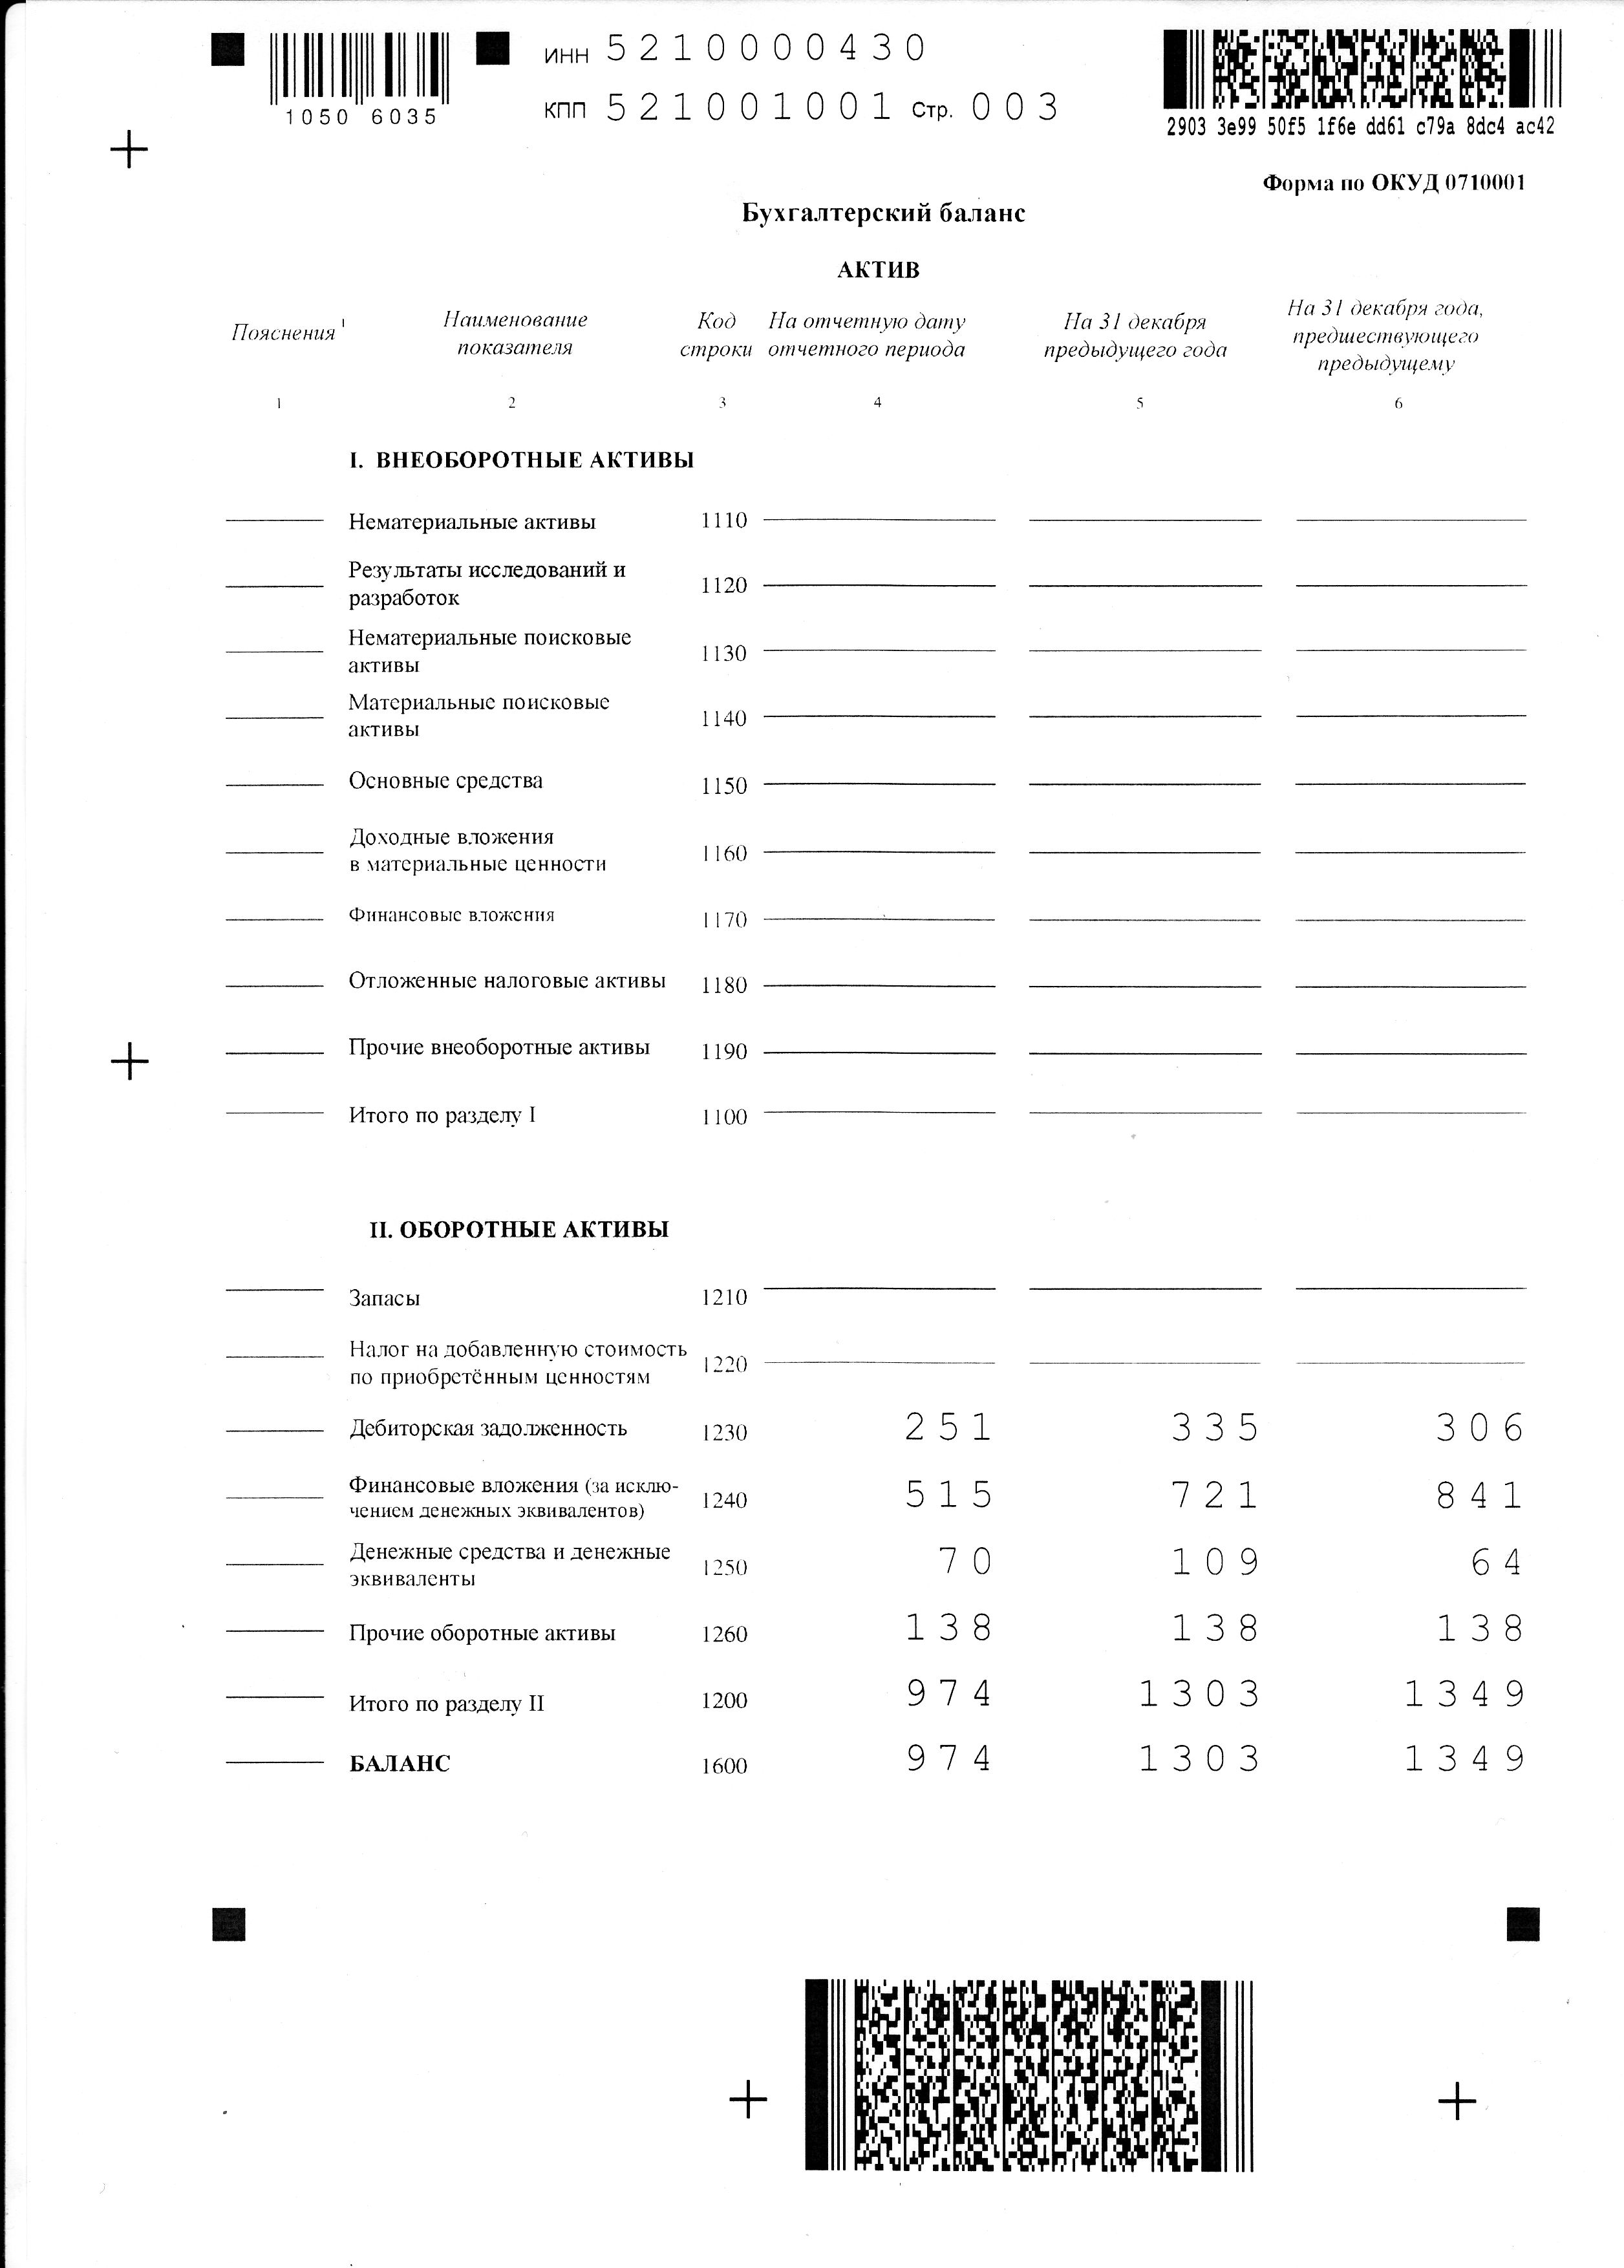 ИНН 5210000430
1050 6035
КПП 521001001 Стр. 003
2903 3e99 50f5 1f6e dd61 c79a 8dc4 ac42
Форма по ОКУД 0710001
Бухгалтерский баланс
АКТИВ
Пояснения 1
Наименование показателя
Код строки
На отчетную дату отчетного периода
На 31 декабря предыдущего года
На 31 декабря года, предшествующего предыдущему
1 2 3 4 5 6
I. ВНЕОБОРОТНЫЕ АКТИВЫ
Нематериальные активы 1110
Результаты исследований и
разработок 1120
Нематериальные поисковые
активы 1130
Материальные поисковые
активы 1140
Основные средства 1150
Доходные вложения
в материальные ценности 1160
Финансовые вложения 1170
Отложенные налоговые активы 1180
Прочие внеоборотные активы 1190
Итого по разделу I 1100
II. ОБОРОТНЫЕ АКТИВЫ
Запасы 1210
Налог на добавленную стоимость
по приобретённым ценностям 1220
Дебиторская задолженность 1230 251 335 306
Финансовые вложения (за исклю-
чением денежных эквивалентов) 1240 515 721 841
Денежные средства и денежные
эквиваленты 1250 70 109 64
Прочие оборотные активы 1260 138 138 138
Итого по разделу II 1200 974 1303 1349
БАЛАНС 1600 974 1303 1349